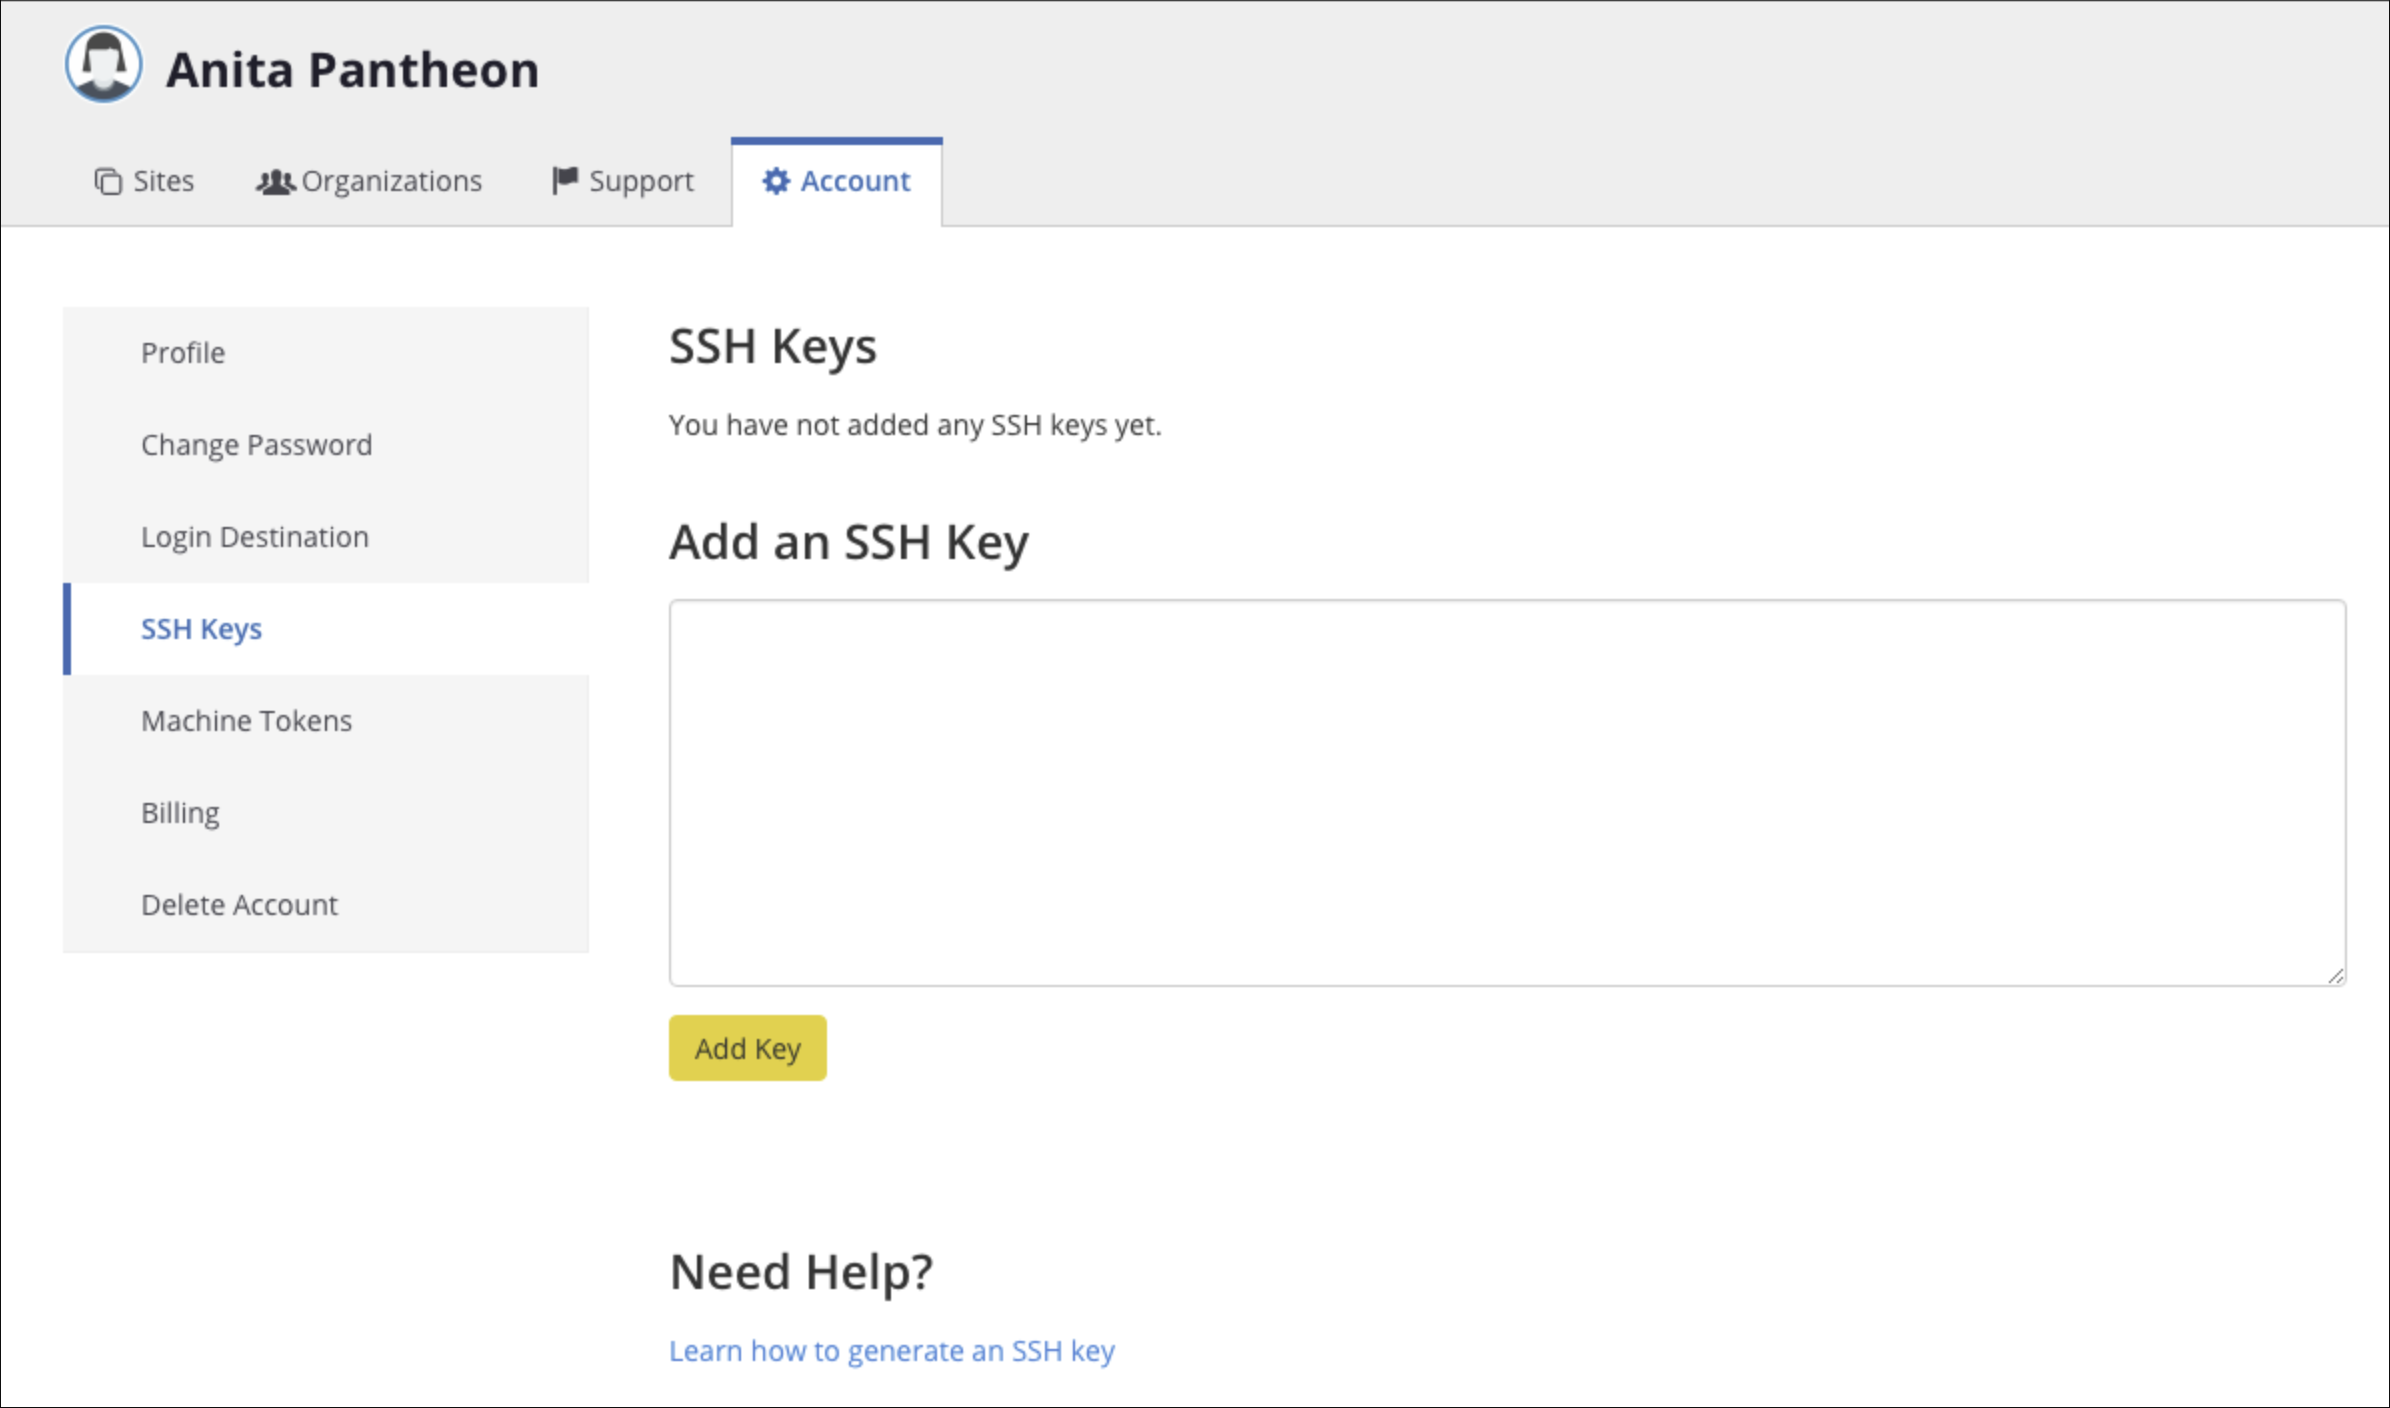 Anita Pantheon
Sites Organizations Support Account
Profile
Change Password
Login Destination
SSH Keys
Machine Tokens
Billing
Delete Account
SSH Keys
You have not added any SSH keys yet.
Add an SSH Key
Add Key
Need Help?
Learn how to generate an SSH key